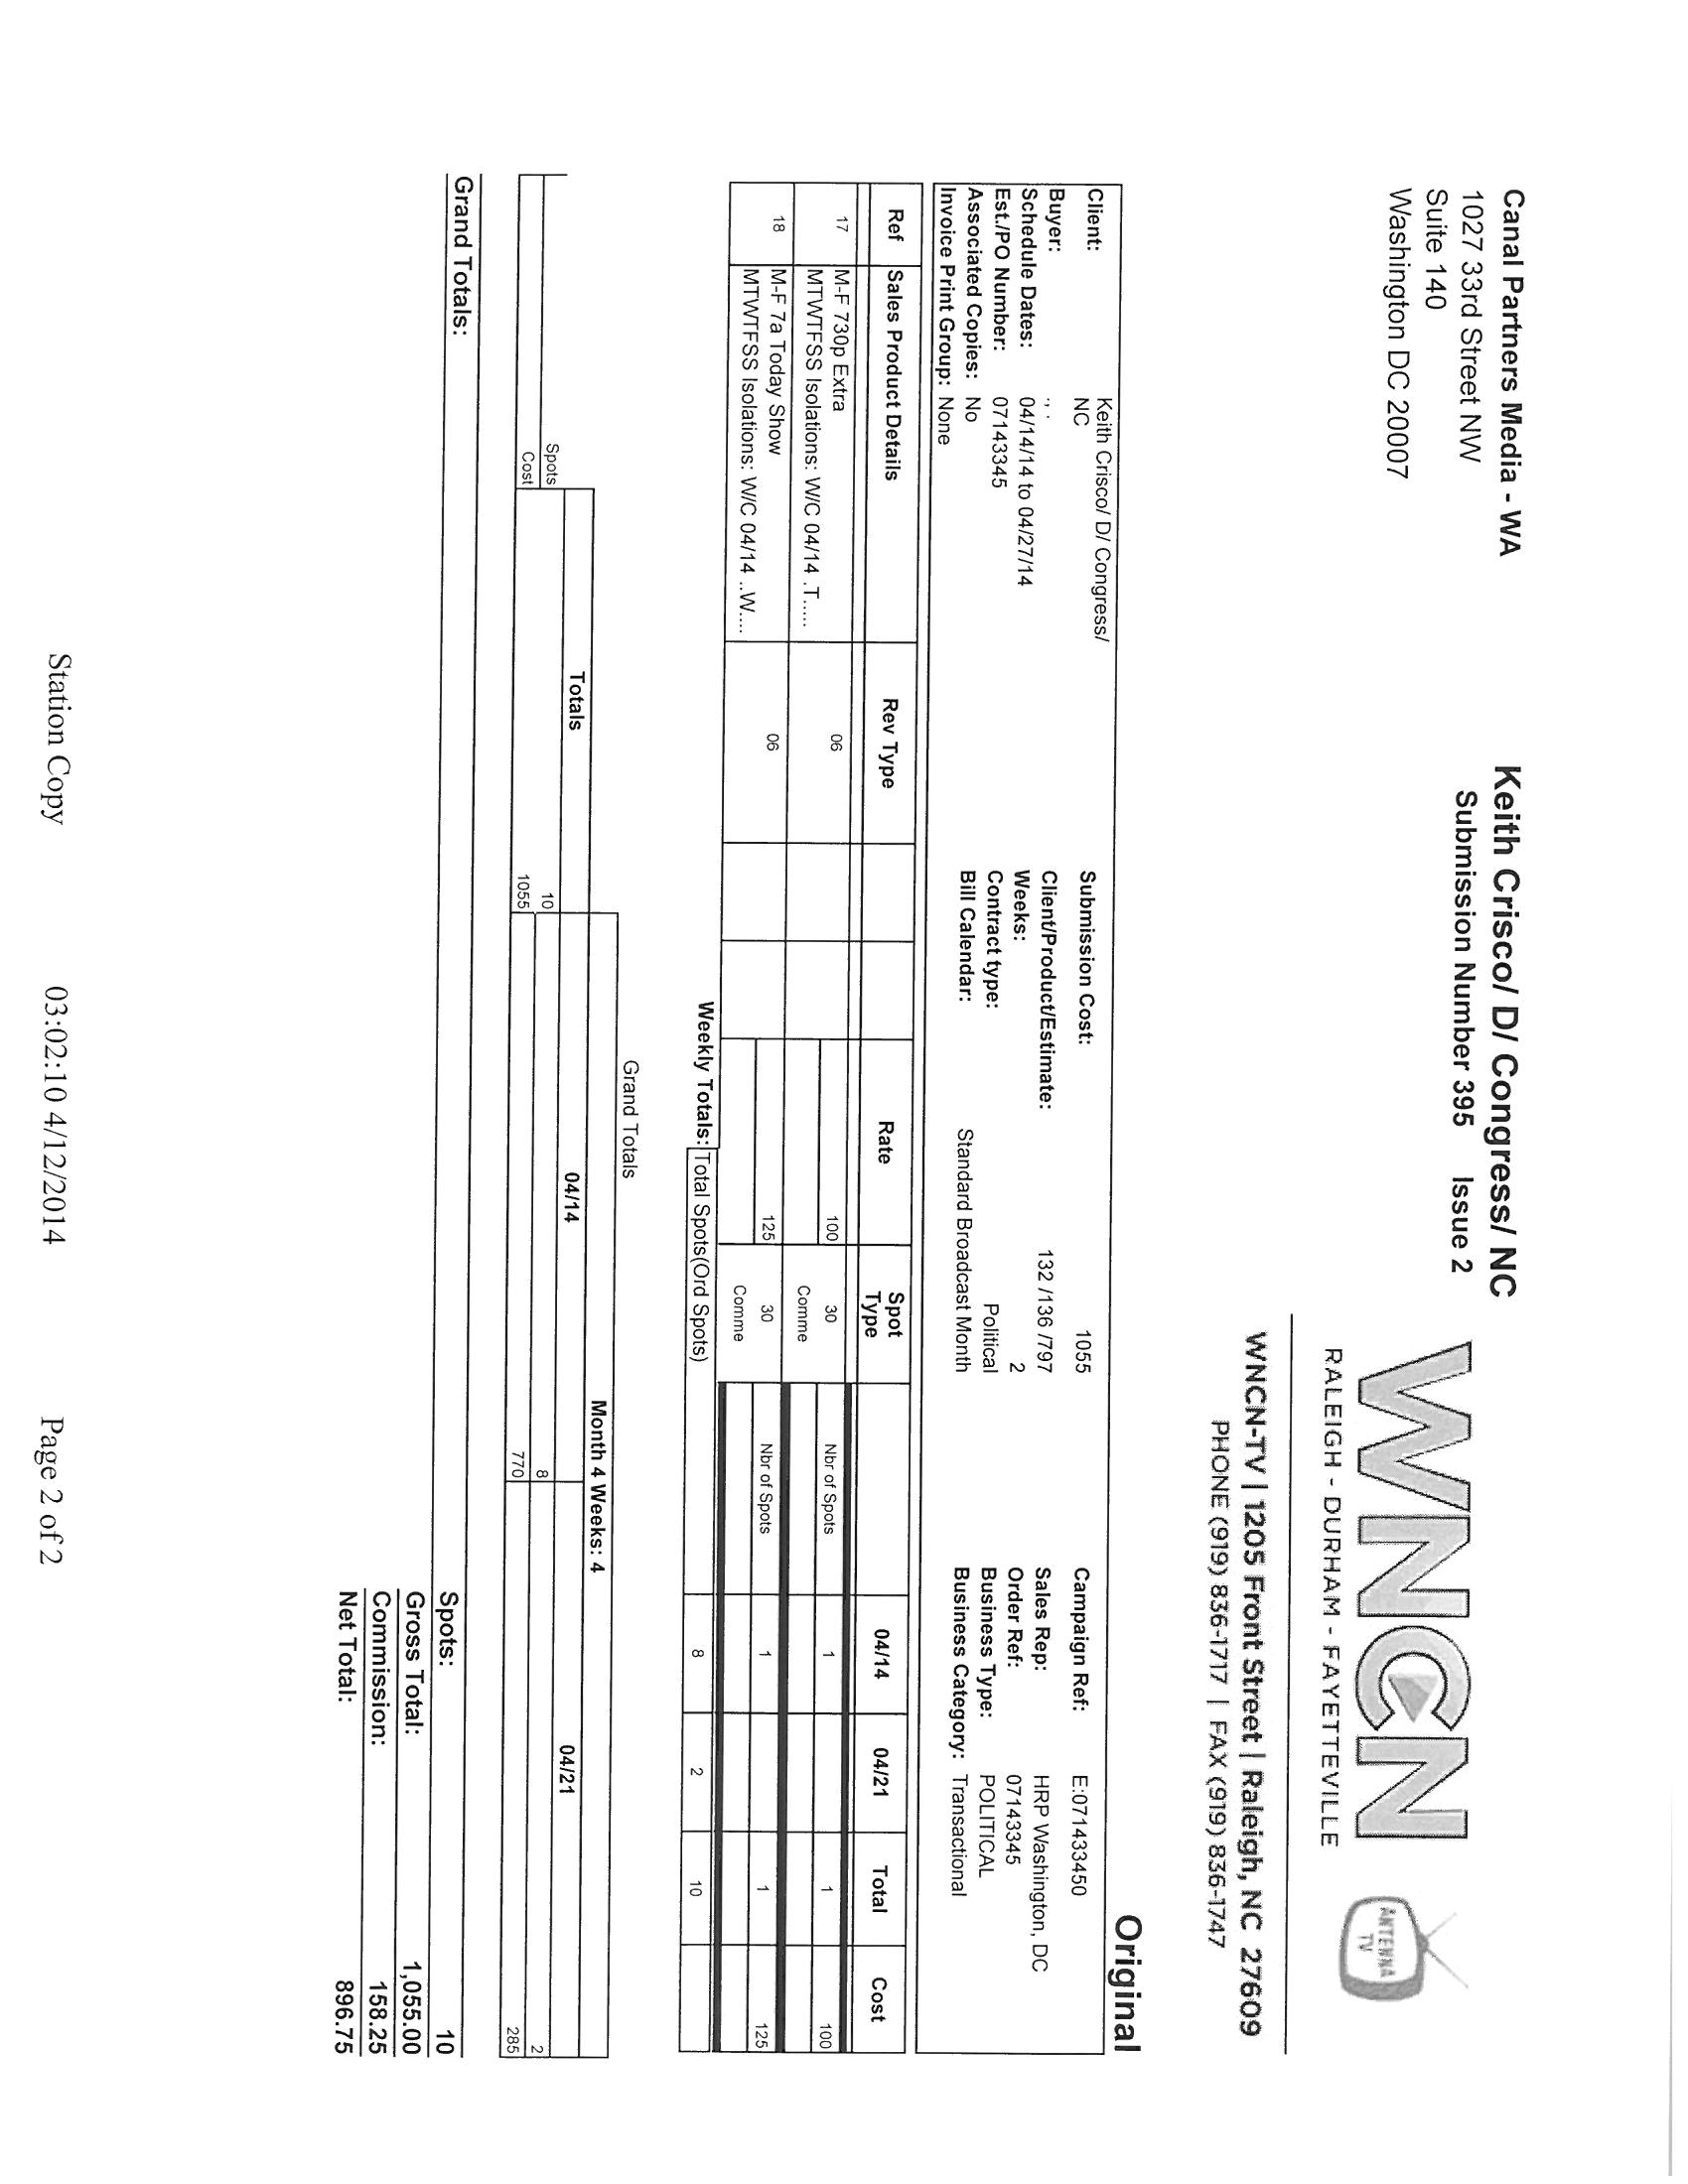 Canal Partners Media - WA
1027 33rd Street NW
Suite 140
Washington DC 20007
Keith Crisco/ D/ Congress/ NC
Submission Number 395 Issue 2
WNCN
RALEIGH - DURHAM - FAYETTEVILLE
ANTENNA
TV
WNCN-TV | 1205 Front Street | Raleigh, NC 27609
PHONE (919) 836-1717 | FAX (919) 836-1747
Original
Client: Keith Crisco/ D/ Congress/
NC
Buyer: , .
Schedule Dates: 04/14/14 to 04/27/14
Est./PO Number: 07143345
Associated Copies: No
Invoice Print Group: None
Submission Cost: 1055
Client/Product/Estimate: 132 /136 /797
Weeks: 2
Contract type: Political
Bill Calendar: Standard Broadcast Month
Campaign Ref: E:071433450
Sales Rep: HRP Washington, DC
Order Ref: 07143345
Business Type: POLITICAL
Business Category: Transactional
Ref Sales Product Details Rev Type Rate Spot Type 04/14 04/21 Total Cost
17 M-F 730p Extra 06 100 30 Nbr of Spots 1 1 100
MTWTFSS Isolations: W/C 04/14 .T..... Comme
18 M-F 7a Today Show 06 125 30 Nbr of Spots 1 1 125
MTWTFSS Isolations: W/C 04/14 ..W.... Comme
Weekly Totals: Total Spots(Ord Spots) 8 2 10
Grand Totals
Month 4 Weeks: 4
Totals 04/14 04/21
Spots 10 8 2
Cost 1055 770 285
Grand Totals:
Spots: 10
Gross Total: 1,055.00
Commission: 158.25
Net Total: 896.75
Station Copy 03:02:10 4/12/2014 Page 2 of 2